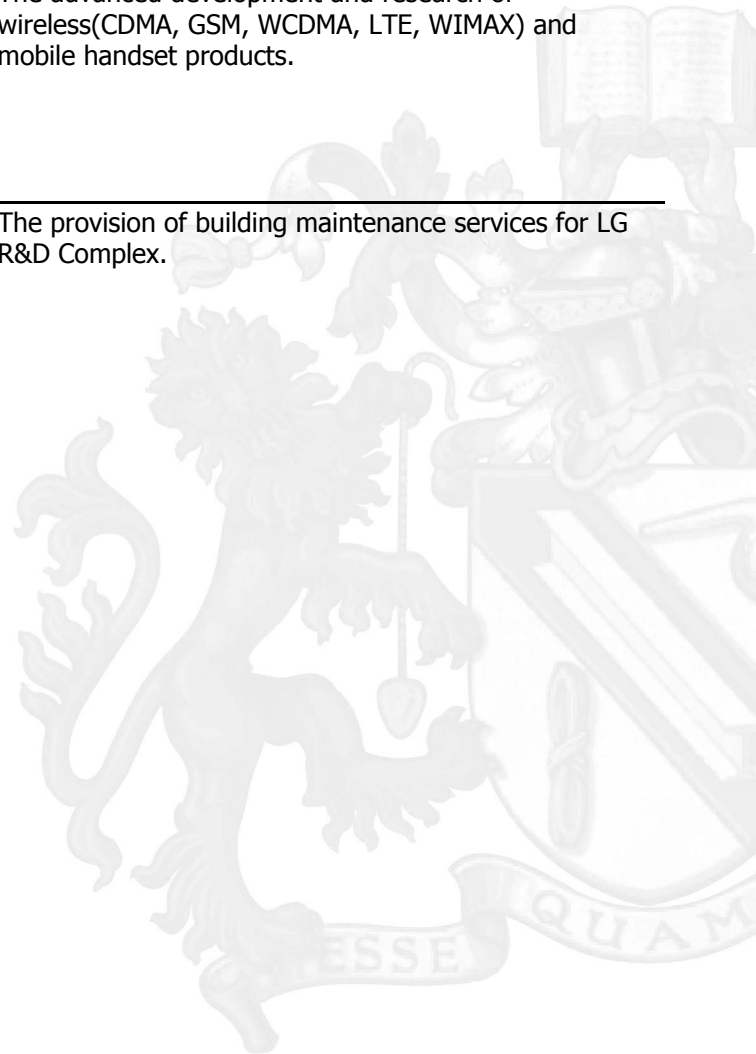 The advanced development and research of
wireless(CDMA, GSM, WCDMA, LTE, WIMAX) and
mobile handset products.
The provision of building maintenance services for LG
R&D Complex.
ESSE
QUAM